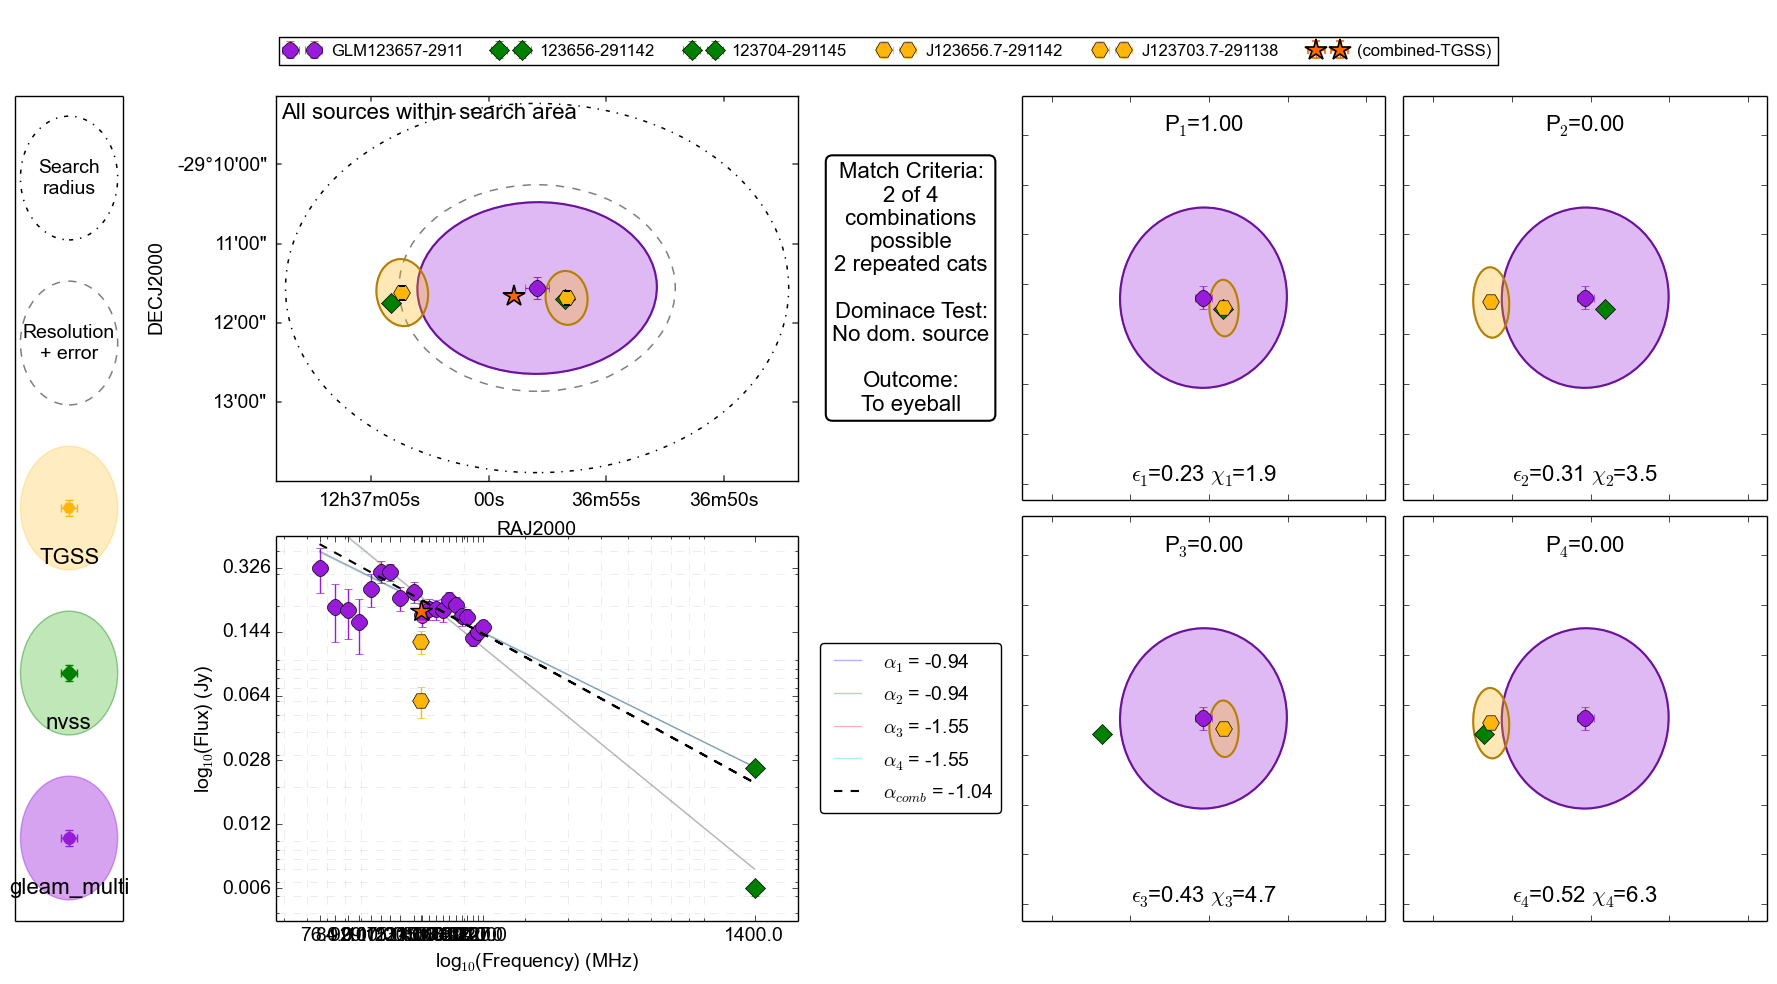 GLM123657-2911 123656-291142 123704-291145 J123656.7-291142 J123703.7-291138 (combined-TGSS)
Search
radius
Resolution
+ error
TGSS
nvss
gleam_multi
All sources within search area
DECJ2000
-29°10'00"
11'00"
12'00"
13'00"
12h37m05s 00s 36m55s 36m50s
RAJ2000
Match Criteria:
2 of 4
combinations
possible
2 repeated cats
Dominace Test:
No dom. source
Outcome:
To eyeball
P1=1.00
ϵ1=0.23 χ1=1.9
P2=0.00
ϵ2=0.31 χ2=3.5
P3=0.00
ϵ3=0.43 χ3=4.7
P4=0.00
ϵ4=0.52 χ4=6.3
log10(Flux) (Jy)
0.326
0.144
0.064
0.028
0.012
0.006
1400.0
log10(Frequency) (MHz)
α1 = -0.94
α2 = -0.94
α3 = -1.55
α4 = -1.55
αcomb = -1.04